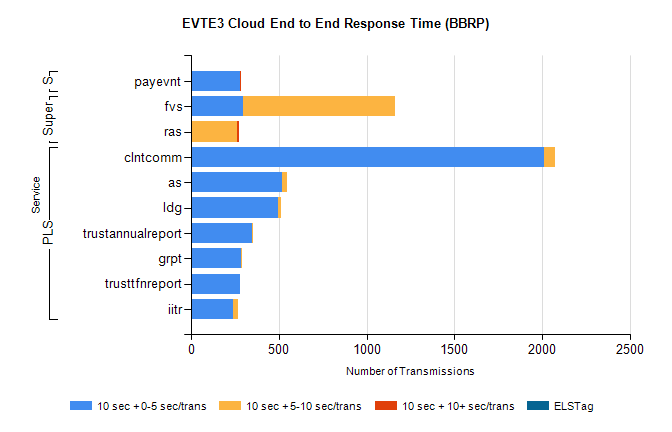 EVTE3 Cloud End to End Response Time (BBRP)
S
payevnt
Super
fvs
ras
clntcomm
as
ldg
trustannualreport
grpt
trusttfnreport
iitr
PLS
Service
0 500 1000 1500 2000 2500
Number of Transmissions
10 sec +0-5 sec/trans 10 sec +5-10 sec/trans 10 sec + 10+ sec/trans ELSTag